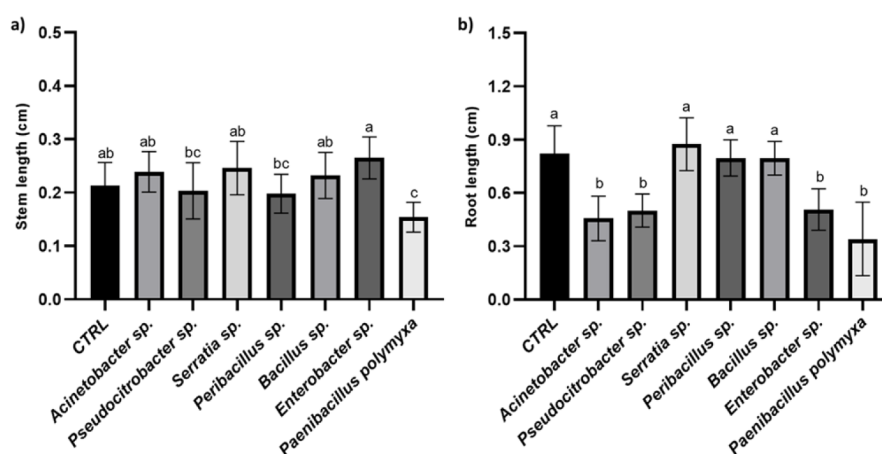 a)
Stem length (cm)
0.5
0.4
0.3
0.2
0.1
0.0
ab
ab
bc
ab
bc
ab
a
c
CTRL
Acinetobacter sp.
Pseudocitrobacter sp.
Serratia sp.
Peribacillus sp.
Bacillus sp.
Enterobacter sp.
Paenibacillus polymyxa
b)
Root length (cm)
1.5
1.2
0.9
0.6
0.3
0.0
a
b
b
a
a
a
b
b
CTRL
Acinetobacter sp.
Pseudocitrobacter sp.
Serratia sp.
Peribacillus sp.
Bacillus sp.
Enterobacter sp.
Paenibacillus polymyxa